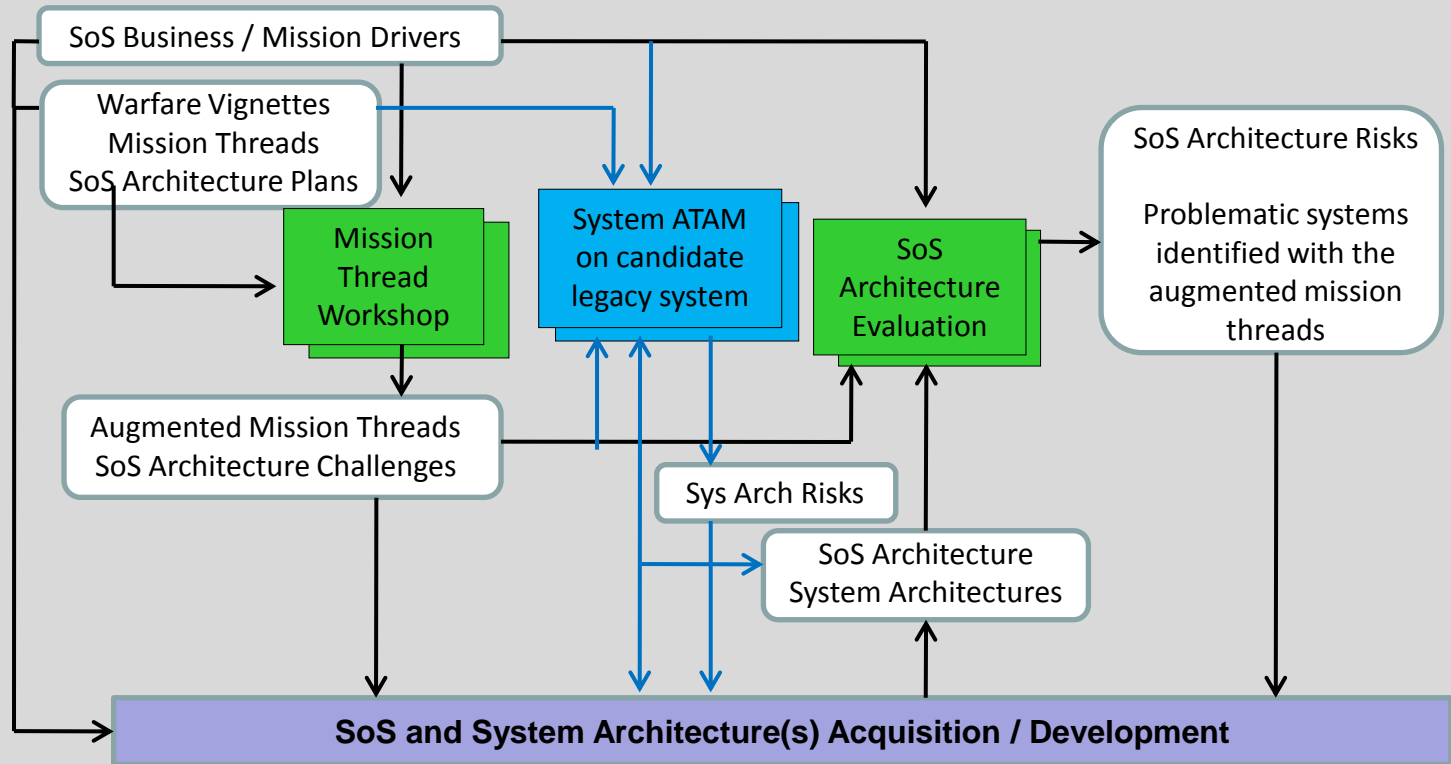 SoS Business / Mission Drivers
Warfare Vignettes
Mission Threads
SoS Architecture Plans
Mission
Thread
Workshop
System ATAM
on candidate
legacy system
SoS
Architecture
Evaluation
SoS Architecture Risks
Problematic systems
identified with the
augmented mission
threads
Augmented Mission Threads
SoS Architecture Challenges
Sys Arch Risks
SoS Architecture
System Architectures
SoS and System Architecture(s) Acquisition / Development